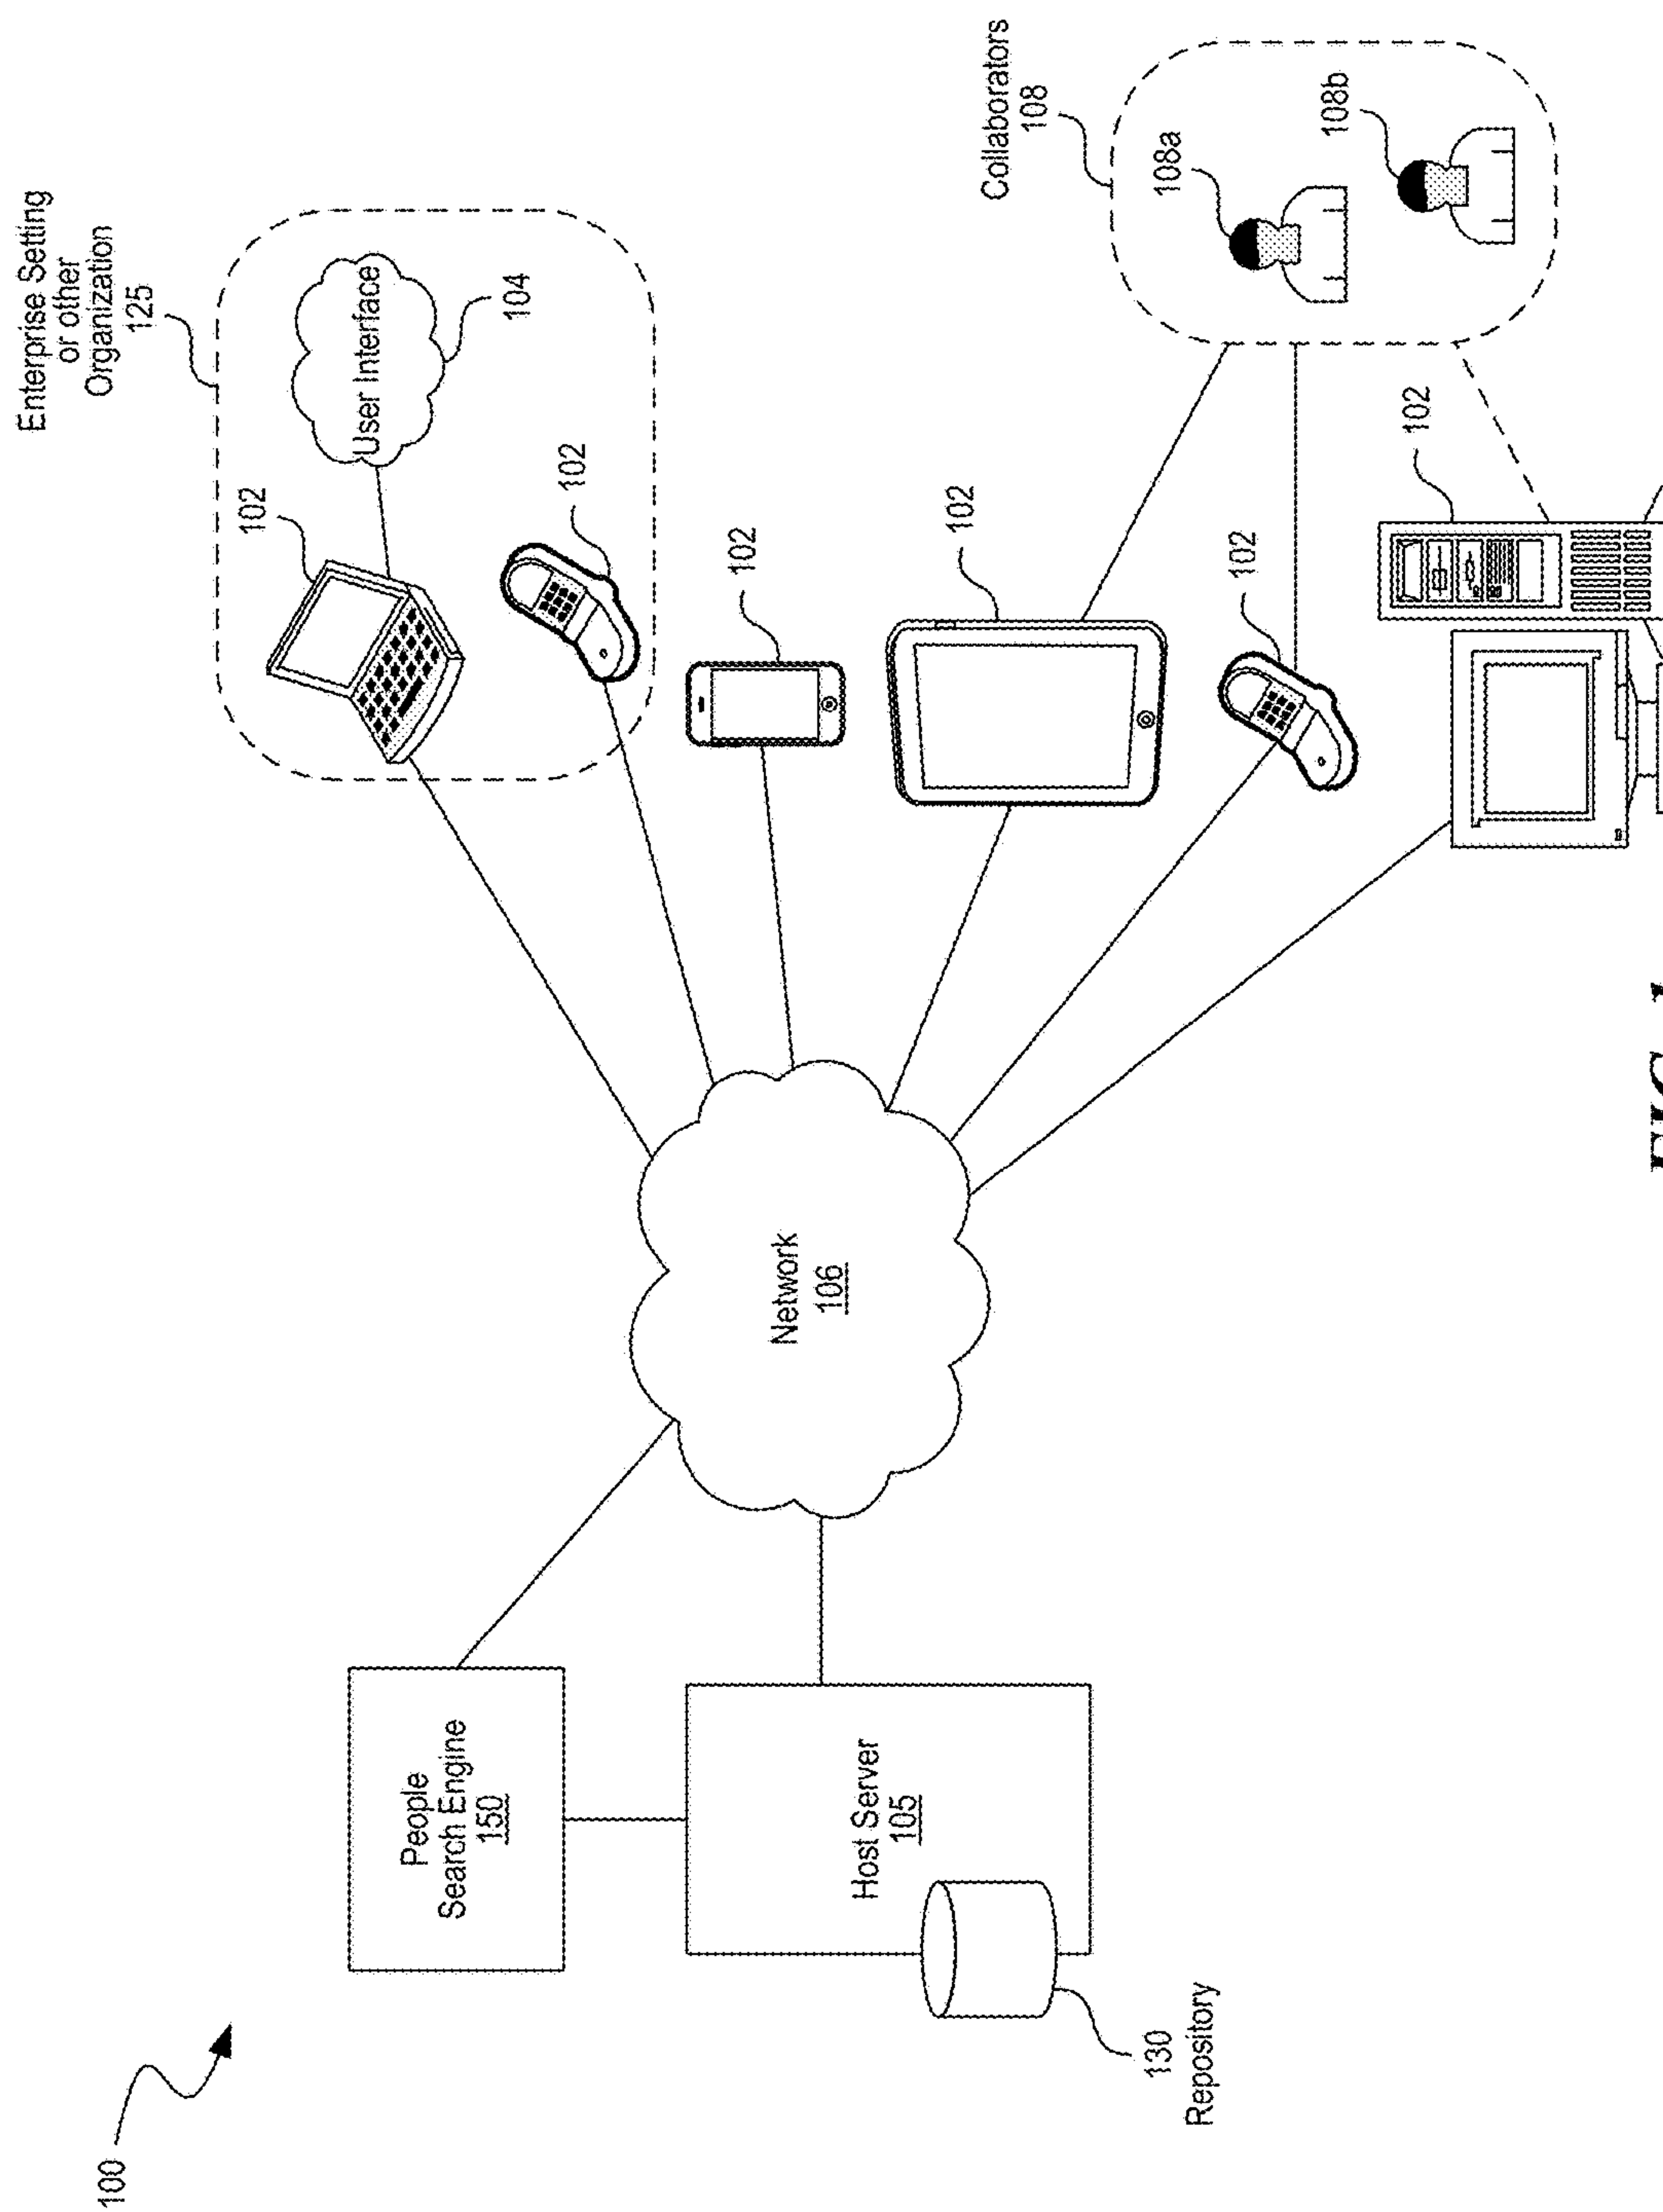 100
People
Search Engine
150
Host Server
105
130
Repository
Network
106
Enterprise Setting
or other
Organization
125
102
User Interface
104
102
102
102
102
102
Collaborators
108
108a
108b